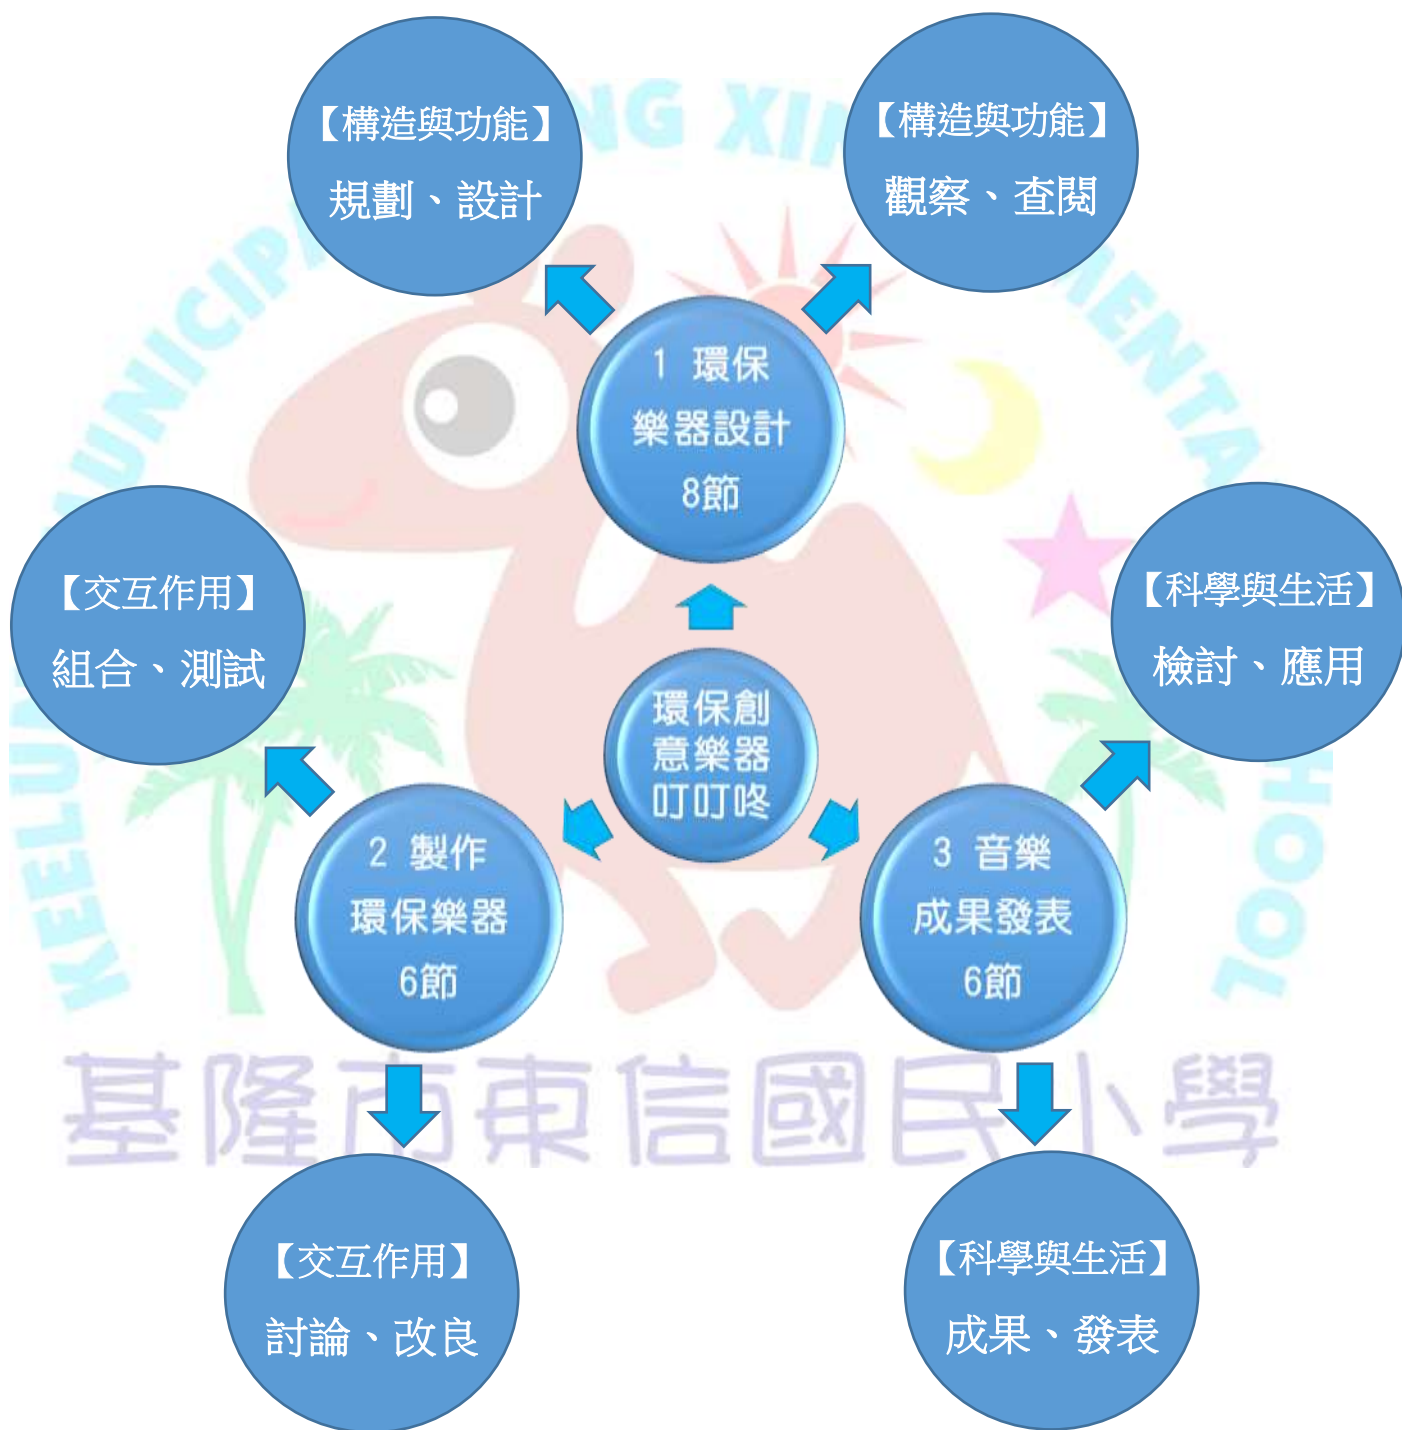 【構造與功能】
規劃、設計
【構造與功能】
觀察、查閱
1 環保
樂器設計
8節
【交互作用】
組合、測試
【科學與生活】
檢討、應用
環保創
意樂器
叮叮咚
2 製作
環保樂器
6節
3 音樂
成果發表
6節
【交互作用】
討論、改良
【科學與生活】
成果、發表
基隆市東信國民小學